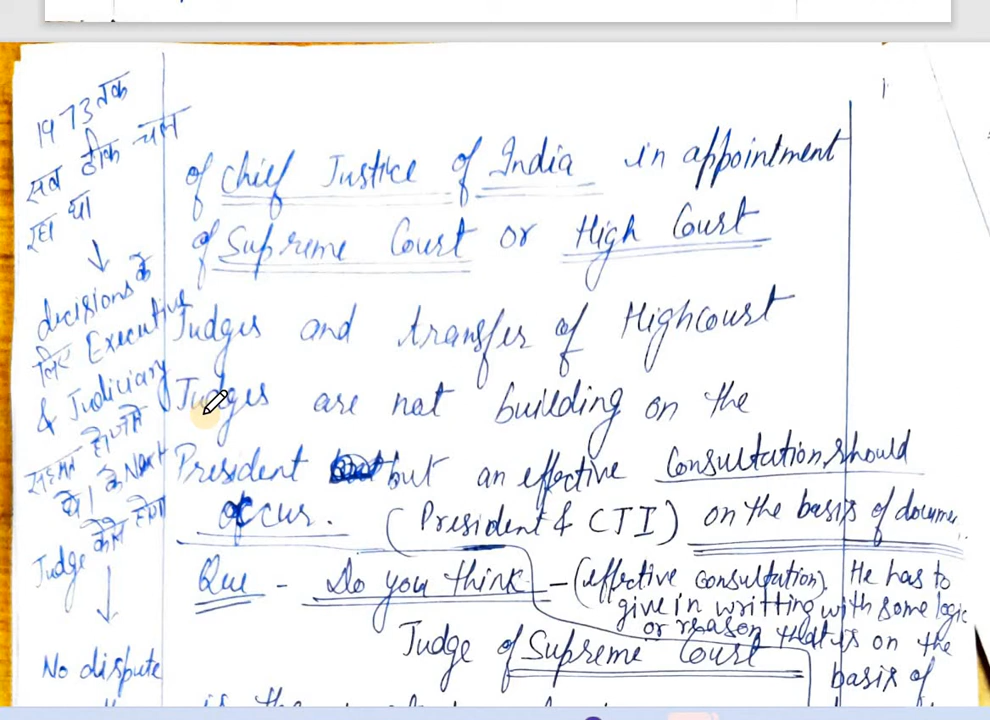 1973 तक
सब ठीक चल
रहा था
↓
decisions के
लिए Executive
& Judiciary
सहमत होजाते
थे। के Next
Judge कौन होगा
↓
No dispute
of Chief Justice of India in appointment
of Supreme Court or High Court
Judges and transfer of Highcourt
Judges are not building on the
President but an effective Consultation should
occur. (President & CJI) on the basis of docume
Que - Do you think - (effective consultation). He has to
give in writting with some logic
or reason that is on the
Judge of Supreme Court
basis of
is the